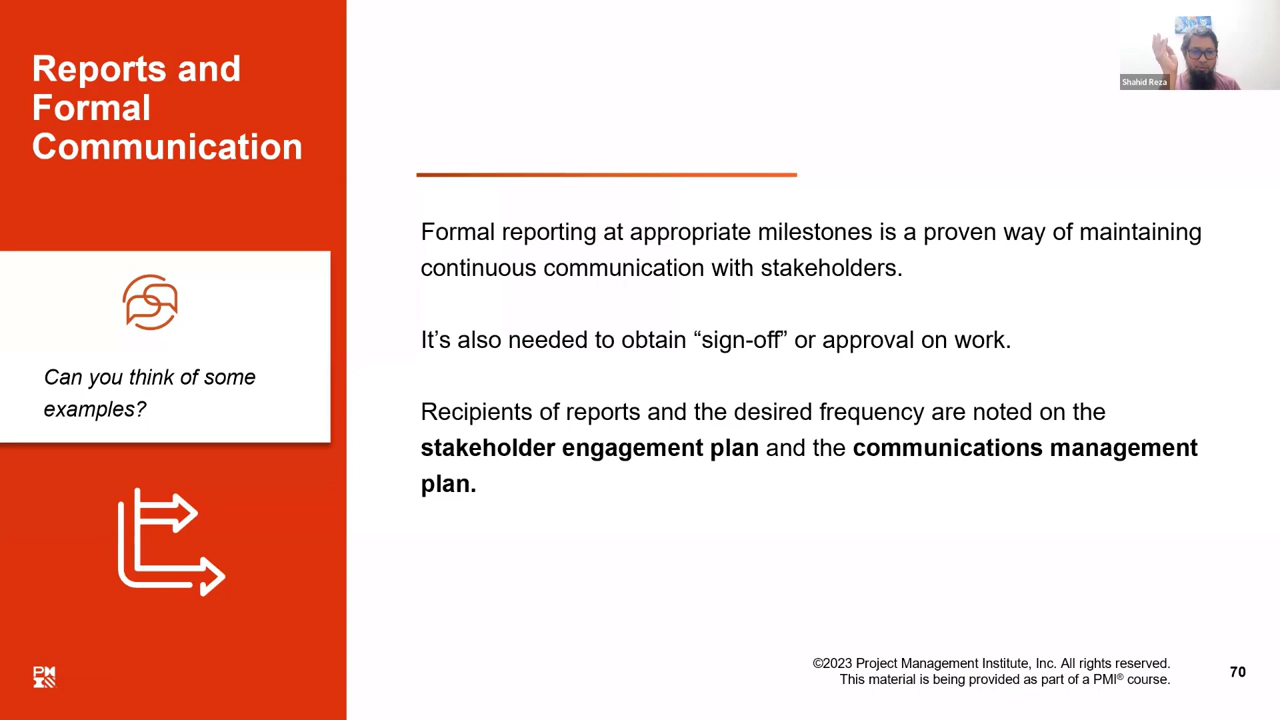 Reports and
Formal
Communication
Can you think of some
examples?
Shahid Reza
Formal reporting at appropriate milestones is a proven way of maintaining
continuous communication with stakeholders.
It’s also needed to obtain “sign-off” or approval on work.
Recipients of reports and the desired frequency are noted on the
stakeholder engagement plan and the communications management
plan.
©2023 Project Management Institute, Inc. All rights reserved.
This material is being provided as part of a PMI® course.
70